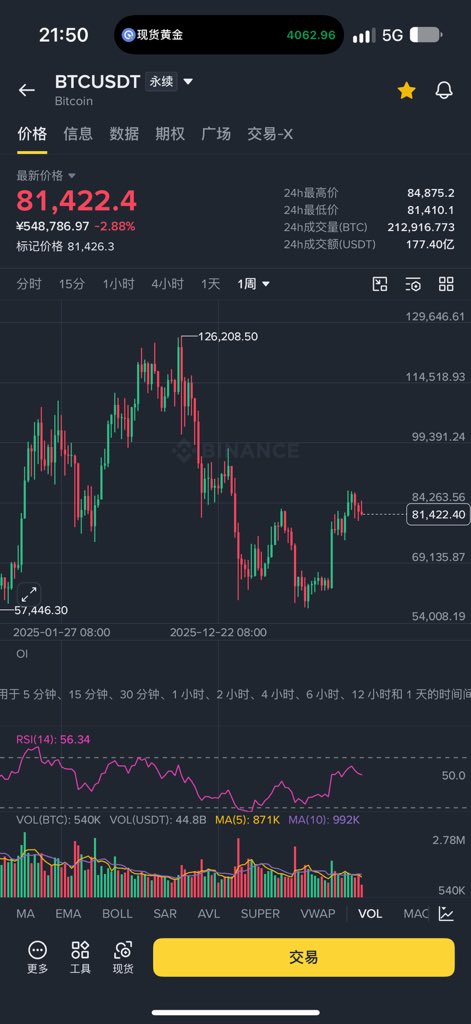 21:50
现货黄金 4062.96
5G
BTCUSDT 永续
Bitcoin
价格 信息 数据 期权 广场 交易-X
最新价格
81,422.4
¥548,786.97 -2.88%
标记价格 81,426.3
24h最高价 84,875.2
24h最低价 81,410.1
24h成交量(BTC) 212,916.773
24h成交额(USDT) 177.40亿
分时 15分 1小时 4小时 1天 1周
129,646.61
126,208.50
114,518.93
BINANCE
99,391.24
84,263.56
81,422.40
69,135.87
57,446.30
54,008.19
2025-01-27 08:00 2025-12-22 08:00
OI
用于 5 分钟、15 分钟、30 分钟、1 小时、2 小时、4 小时、6 小时、12 小时和 1 天的时间间
RSI(14): 56.34
50.0
VOL(BTC): 540K VOL(USDT): 44.8B MA(5): 871K MA(10): 992K
2.78M
540K
MA EMA BOLL SAR AVL SUPER VWAP VOL MAC
更多 工具 现货 交易